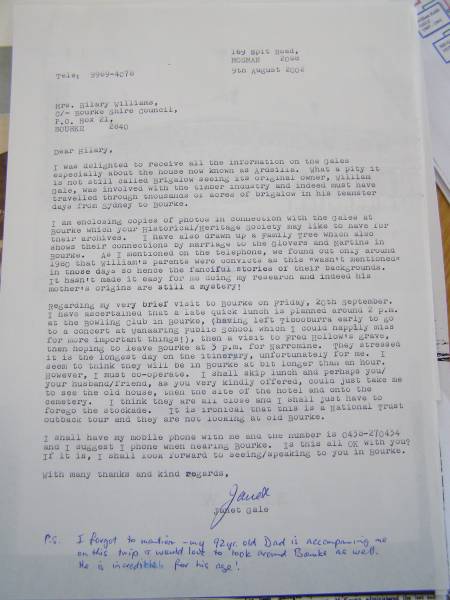 169 Spit Road,
MOSMAN 2088
Tele: 9969-4078
9th August 2002
Mrs. Hilary Williams,
C/- Bourke Shire Council,
P.O. Box 21,
BOURKE 2840
Dear Hilary,
I was delighted to receive all the information on the Gales
especially about the house now known as Ardsilla. What a pity it
is not still called Brigalow seeing its original owner, William
Gale, was involved with the timber industry and indeed must have
travelled through thousands of acres of brigalow in his teamster
days from Sydney to Bourke.
I am enclosing copies of photos in connection with the Gales at
Bourke which your Historical/Heritage Society may like to have for
their archives. I have also drawn up a Family Tree which also
shows their connections by marriage to the Glovers and Martins in
Bourke. As I mentioned on the telephone, we found out only around
1980 that William's parents were convicts as this "wasn't mentioned"
in those days so hence the fanciful stories of their backgrounds.
It hasn't made it easy for me doing my research and indeed his
mother's origins are still a mystery!
Regarding my very brief visit to Bourke on Friday, 20th September.
I have ascertained that a late quick lunch is planned around 2 p.m.
at the Bowling Club in Bourke, (having left early to go
to a concert at Wanaaring Public School which I could happily miss
for more important things!), then a visit to Fred Hollow's grave,
then hoping to leave Bourke at 3 p.m. for Narromine. They stressed
it is the longest day on the itinerary, unfortunately for me. I
seem to think they will be in Bourke at bit longer than an hour.
However, I must co-operate. I shall skip lunch and perhaps you/
your husband/friend, as you very kindly offered, could just take me
to see the old house, then the site of the hotel and onto the
cemetery. I think they are all close and I shall just have to
forego the stockade. It is ironical that this is a National Trust
outback tour and they are not looking at old Bourke.
I shall have my mobile phone with me and the number is 0438-270434
and I suggest I phone when nearing Bourke. Is this all OK with you?
If it is, I shall look forward to seeing/speaking to you in Bourke.
With many thanks and kind regards,
Janet
Janet Gale
P.S. I forgot to mention - my 92yr. old Dad is accompanying me
on this trip & would love to look around Bourke as well.
He is incredible for his age!